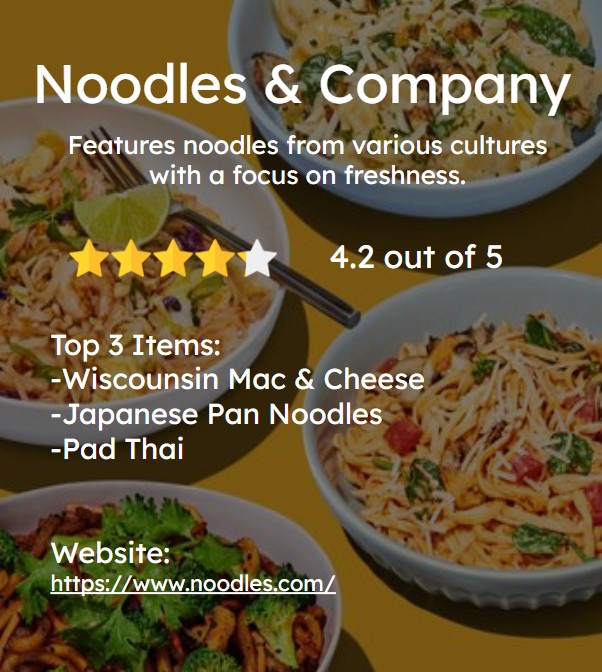 Noodles & Company
Features noodles from various cultures
with a focus on freshness.
4.2 out of 5
Top 3 Items:
-Wiscounsin Mac & Cheese
-Japanese Pan Noodles
-Pad Thai
Website:
https://www.noodles.com/